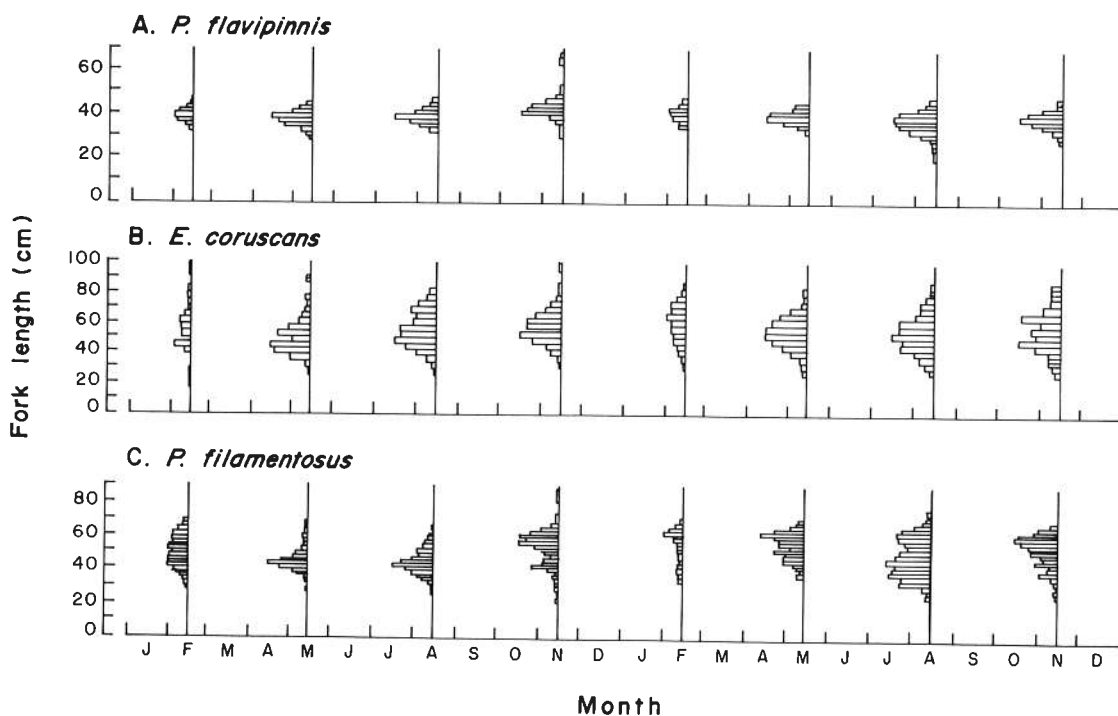 A. P. flavipinnis
60
40
20
0
B. E. coruscans
100
80
60
40
20
0
C. P. filamentosus
80
60
40
20
0
Fork length (cm)
J F M A M J J A S O N D J F M A M J J A S O N D
Month